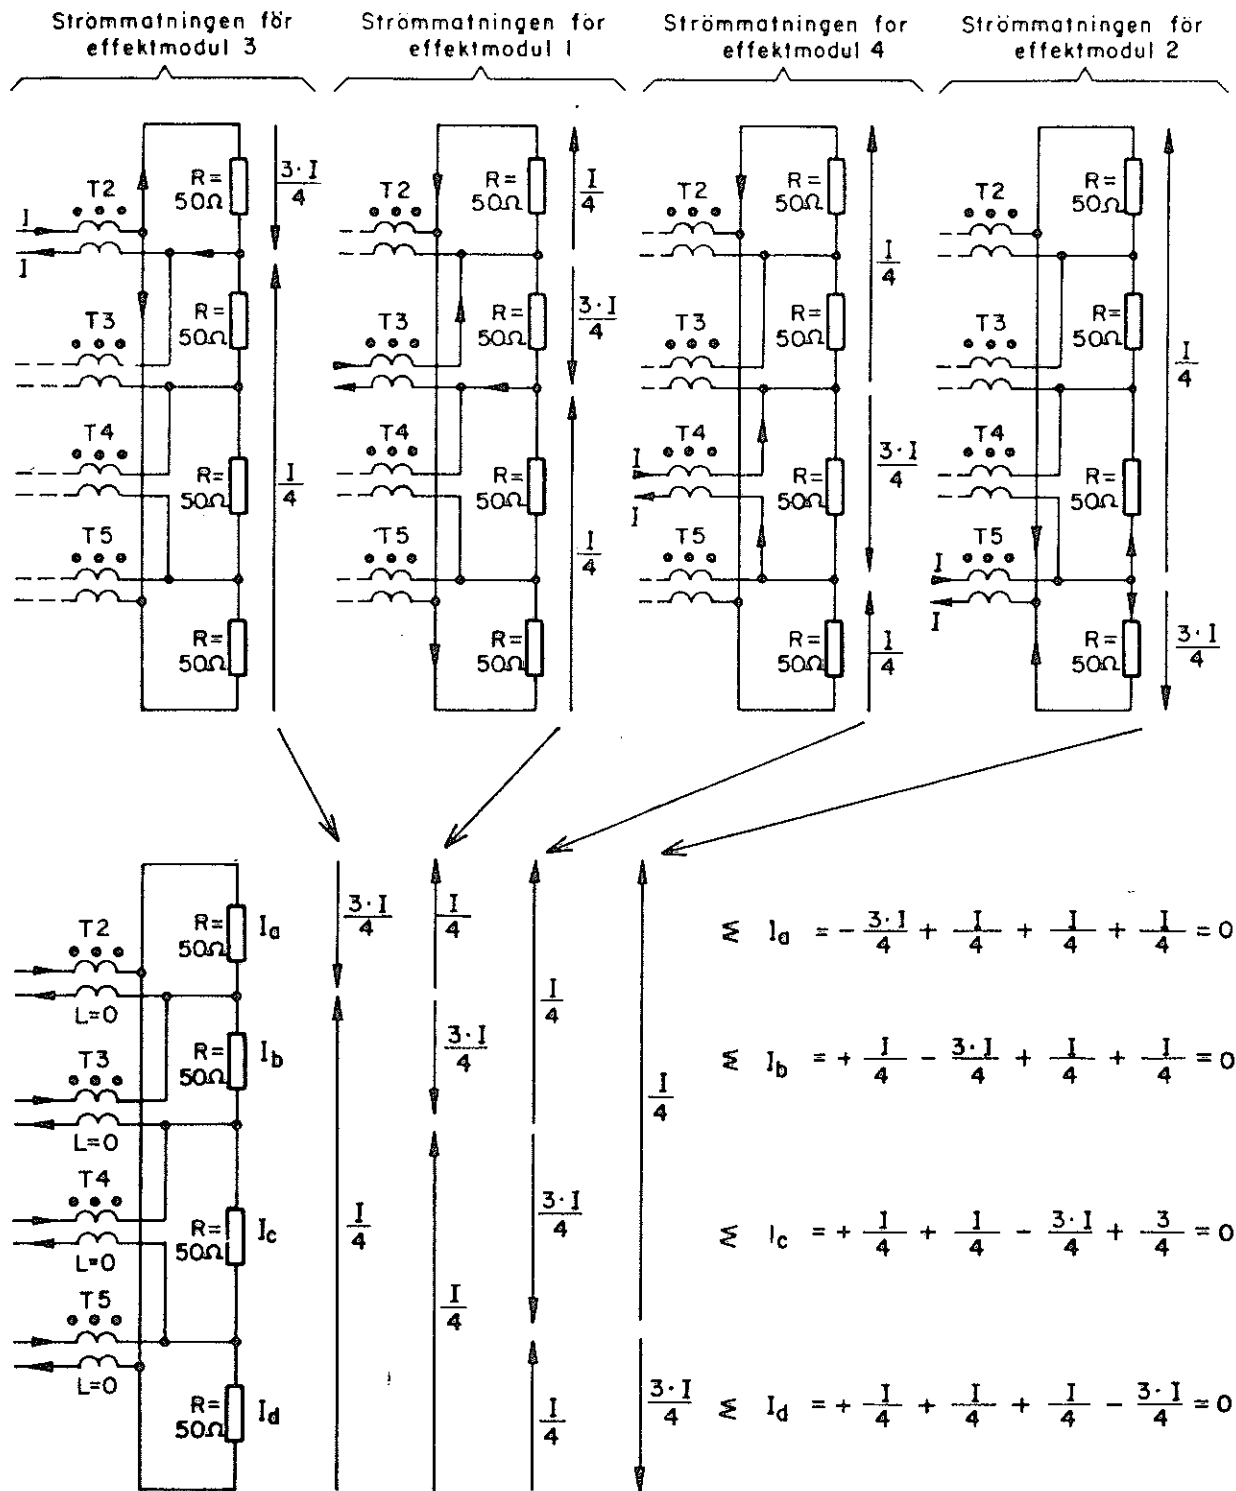 Strömmatningen för
effektmodul 3
Strömmatningen för
effektmodul 1
Strömmatningen for
effektmodul 4
Strömmatningen för
effektmodul 2
T2
I
I
T3
T4
T5
R=
50Ω
R=
50Ω
R=
50Ω
R=
50Ω
3·I
4
I
4
T2
T3
T4
T5
R=
50Ω
R=
50Ω
R=
50Ω
R=
50Ω
I
4
3·I
4
I
4
T2
T3
T4
I
I
T5
R=
50Ω
R=
50Ω
R=
50Ω
R=
50Ω
I
4
3·I
4
I
4
T2
T3
T4
T5
I
I
R=
50Ω
R=
50Ω
R=
50Ω
R=
50Ω
I
4
3·I
4
T2
L=0
T3
L=0
T4
L=0
T5
L=0
R=
50Ω
Ia
R=
50Ω
Ib
R=
50Ω
Ic
R=
50Ω
Id
3·I
4
I
4
I
4
3·I
4
I
4
I
4
3·I
4
I
4
I
4
3·I
4
Σ Ia = - 3·I/4 + I/4 + I/4 + I/4 = 0
Σ Ib = + I/4 - 3·I/4 + I/4 + I/4 = 0
Σ Ic = + I/4 + I/4 - 3·I/4 + 3/4 = 0
Σ Id = + I/4 + I/4 + I/4 - 3·I/4 = 0